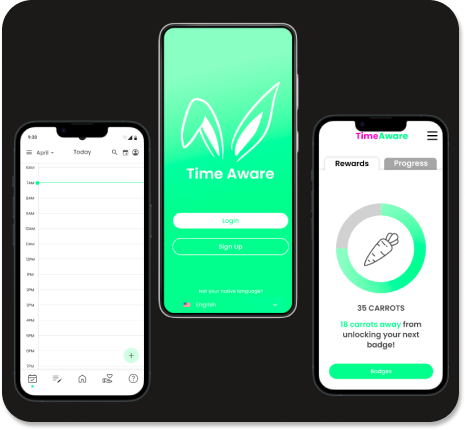 9:30
April
Today
6AM
7AM
8AM
9AM
10AM
11AM
12PM
1PM
2PM
3PM
4PM
5PM
6PM
7PM
+
Time Aware
Login
Sign Up
Not your native language?
English
TimeAware
Rewards
Progress
35 CARROTS
18 carrots away from
unlocking your next
badge!
Badges